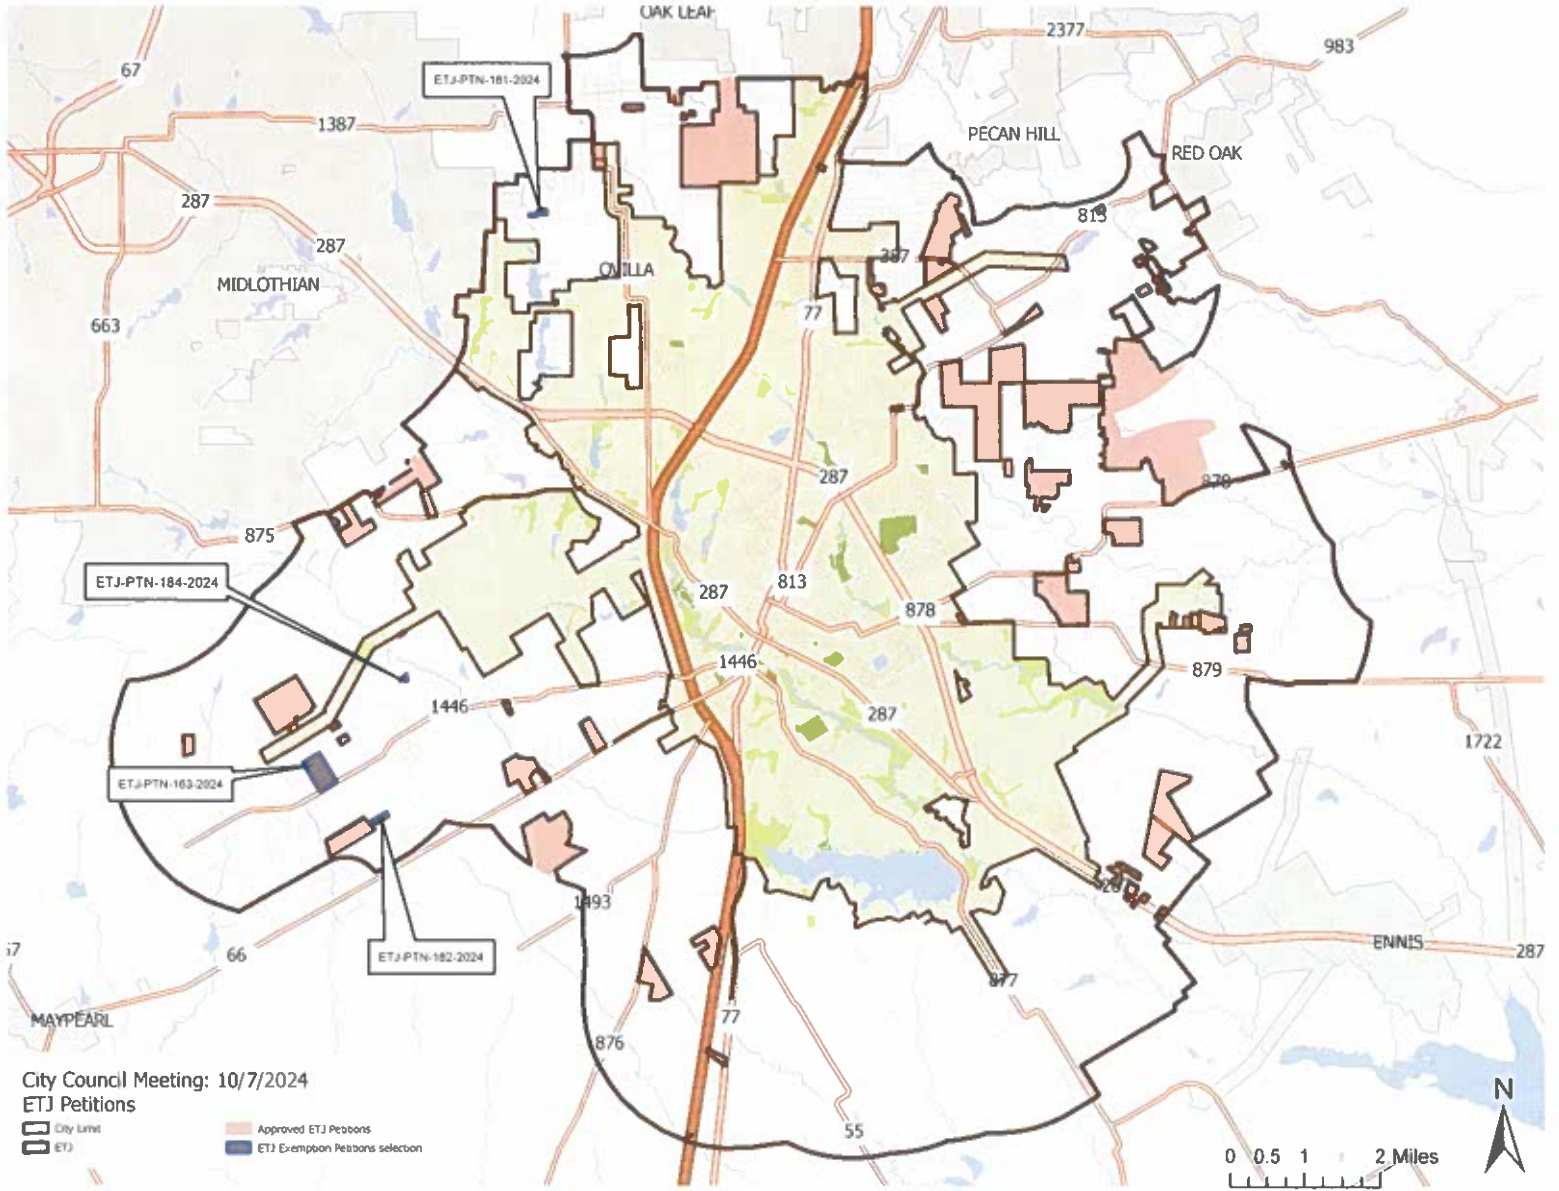 OAK LEAF
2377
983
67
ETJ-PTN-181-2024
1387
PECAN HILL
RED OAK
287
813
287
387
OVILLA
MIDLOTHIAN
77
663
287
878
875
ETJ-PTN-184-2024
813
287
878
1446
879
1446
287
1722
ETJ-PTN-163-2024
1493
ENNIS
287
66
ETJ-PTN-182-2024
877
MAYPEARL
77
876
55
City Council Meeting: 10/7/2024
ETJ Petitions
City Limit
Approved ETJ Petitions
ETJ
ETJ Exemption Petitions selection
N
0 0.5 1 2 Miles